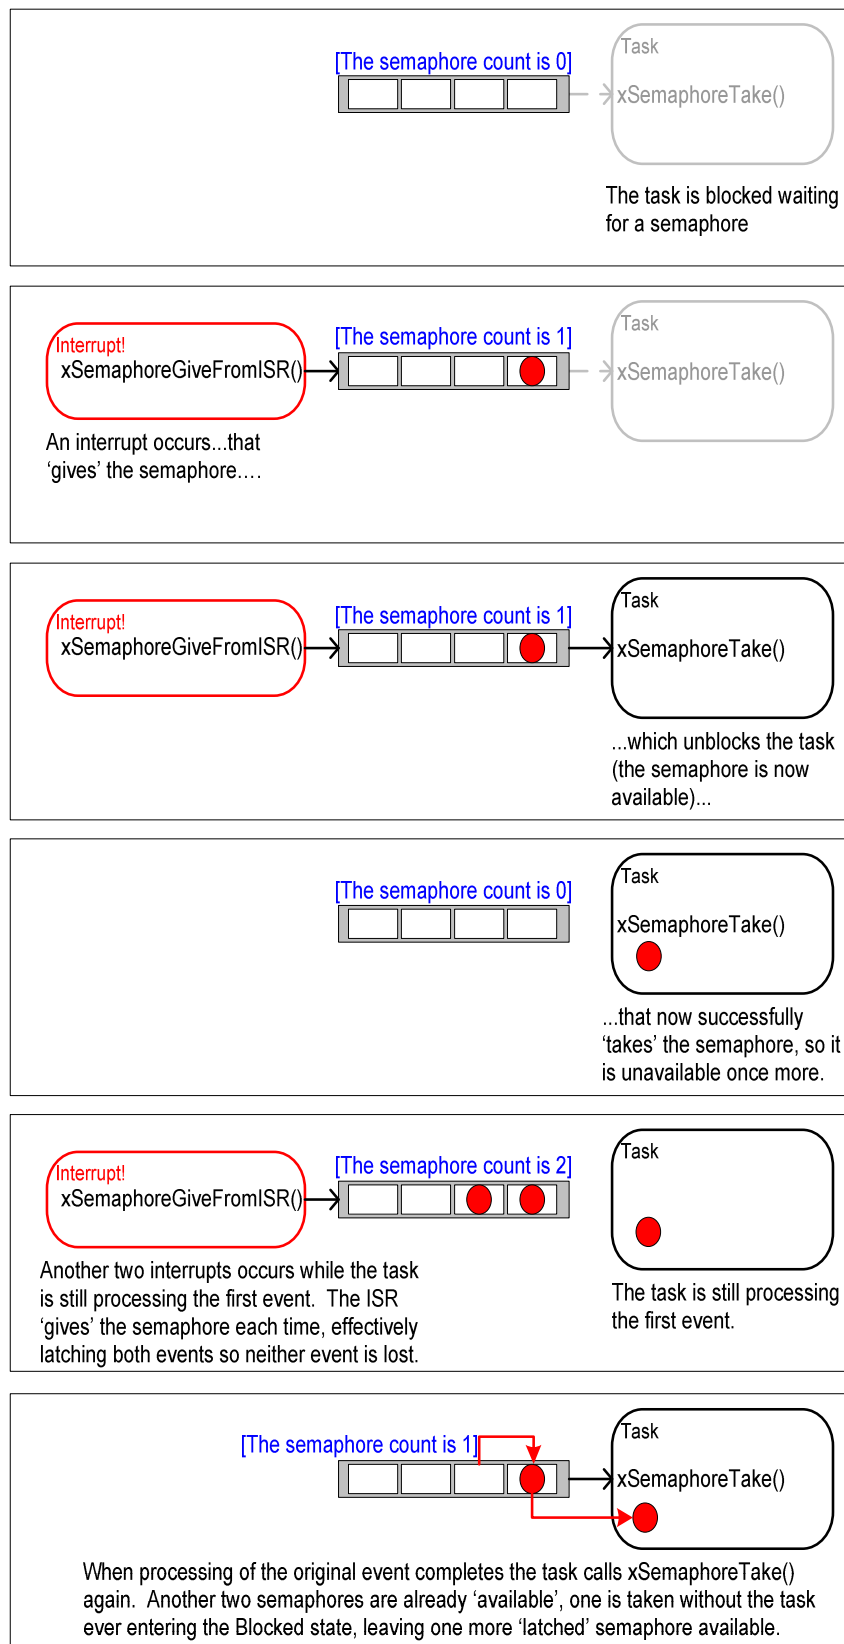 [The semaphore count is 0]
Task
xSemaphoreTake()
The task is blocked waiting
for a semaphore
Interrupt!
xSemaphoreGiveFromISR()
An interrupt occurs...that
‘gives’ the semaphore….
[The semaphore count is 1]
Task
xSemaphoreTake()
Interrupt!
xSemaphoreGiveFromISR()
[The semaphore count is 1]
Task
xSemaphoreTake()
...which unblocks the task
(the semaphore is now
available)...
[The semaphore count is 0]
Task
xSemaphoreTake()
...that now successfully
‘takes’ the semaphore, so it
is unavailable once more.
Interrupt!
xSemaphoreGiveFromISR()
Another two interrupts occurs while the task
is still processing the first event.  The ISR
‘gives’ the semaphore each time, effectively
latching both events so neither event is lost.
[The semaphore count is 2]
Task
The task is still processing
the first event.
[The semaphore count is 1]
Task
xSemaphoreTake()
When processing of the original event completes the task calls xSemaphoreTake()
again.  Another two semaphores are already ‘available’, one is taken without the task
ever entering the Blocked state, leaving one more ‘latched’ semaphore available.